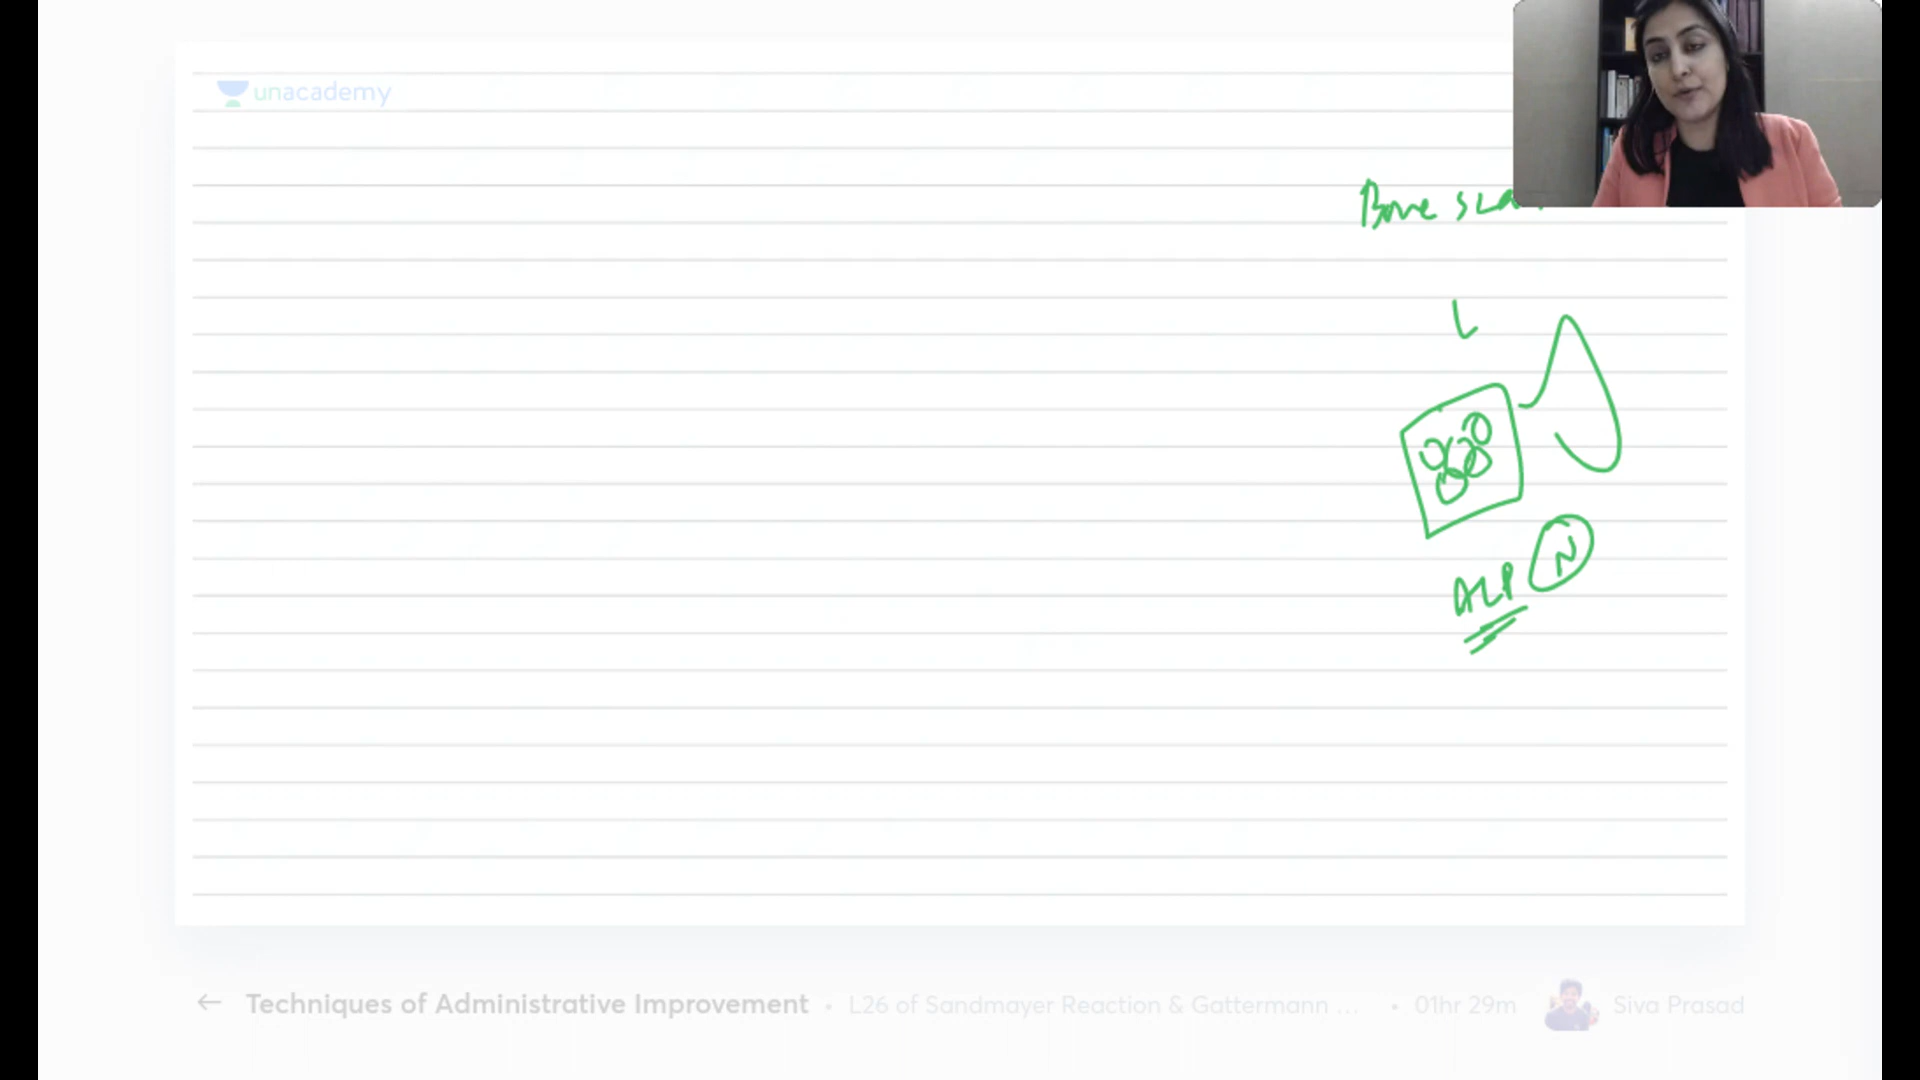 unacademy
Bone
L
ALP N
← Techniques of Administrative Improvement • L26 of Sandmayer Reaction & Gattermann ... • 01hr 29m Siva Prasad